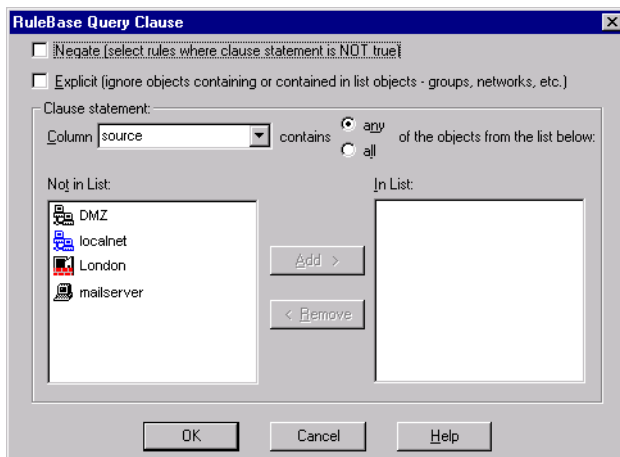 RuleBase Query Clause
Negate (select rules where clause statement is NOT true)
Explicit (ignore objects containing or contained in list objects - groups, networks, etc.)
Clause statement:
Column source contains any of the objects from the list below:
all
Not in List: In List:
DMZ
localnet
London
mailserver
Add >
< Remove
OK Cancel Help